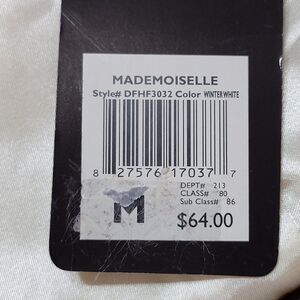 MADEMOISELLE
Style# DFHF3032 Color WINTERWHITE
8 27576 17037 7
DEPT# 213
CLASS# 80
Sub Class# 86
M
$64.00